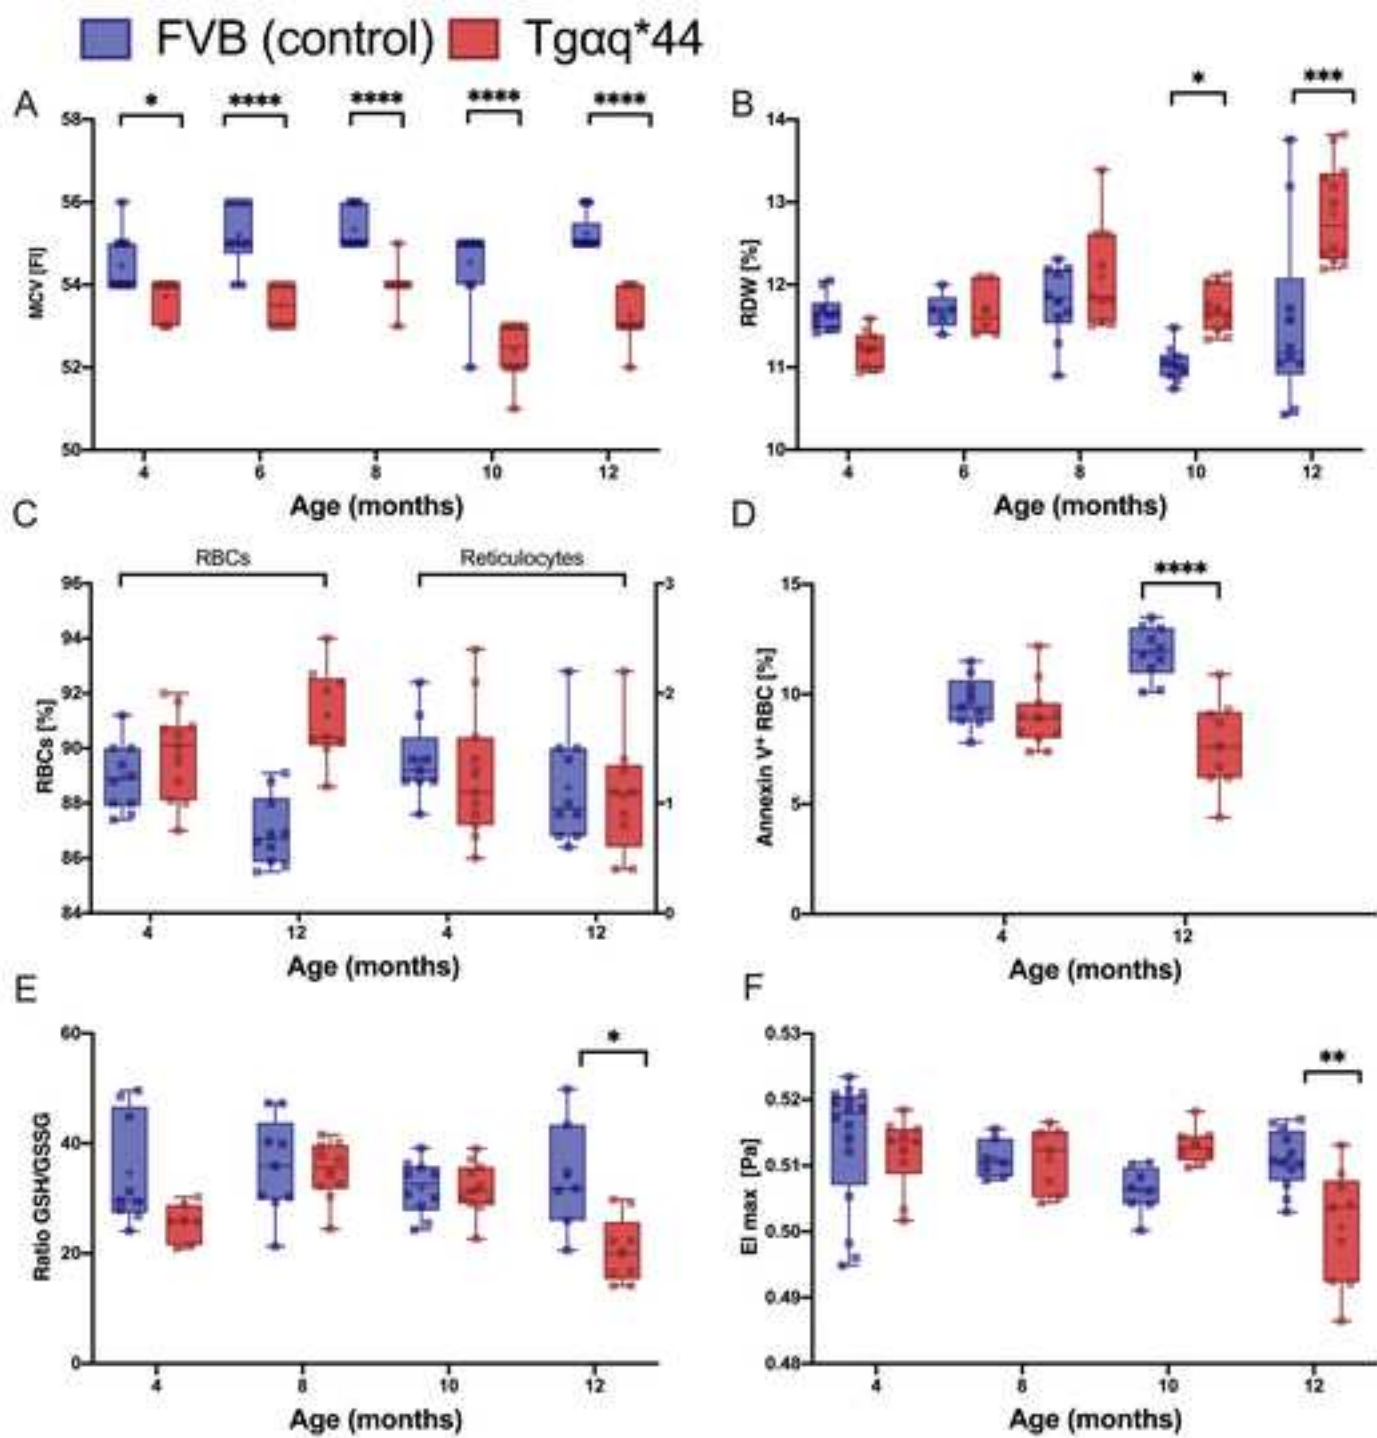 FVB (control) Tgαq*44
A
* **** **** **** ****
58
56
54
52
50
MCV [Fl]
4 6 8 10 12
Age (months)
B
* ***
14
13
12
11
10
RDW [%]
4 6 8 10 12
Age (months)
C
RBCs Reticulocytes
96
94
92
90
88
86
84
RBCs [%]
3
2
1
0
4 12 4 12
Age (months)
D
****
15
10
5
0
Annexin V+ RBC [%]
4 12
Age (months)
E
*
60
40
20
0
Ratio GSH/GSSG
4 8 10 12
Age (months)
F
**
0.53
0.52
0.51
0.50
0.49
0.48
EI max [Pa]
4 8 10 12
Age (months)